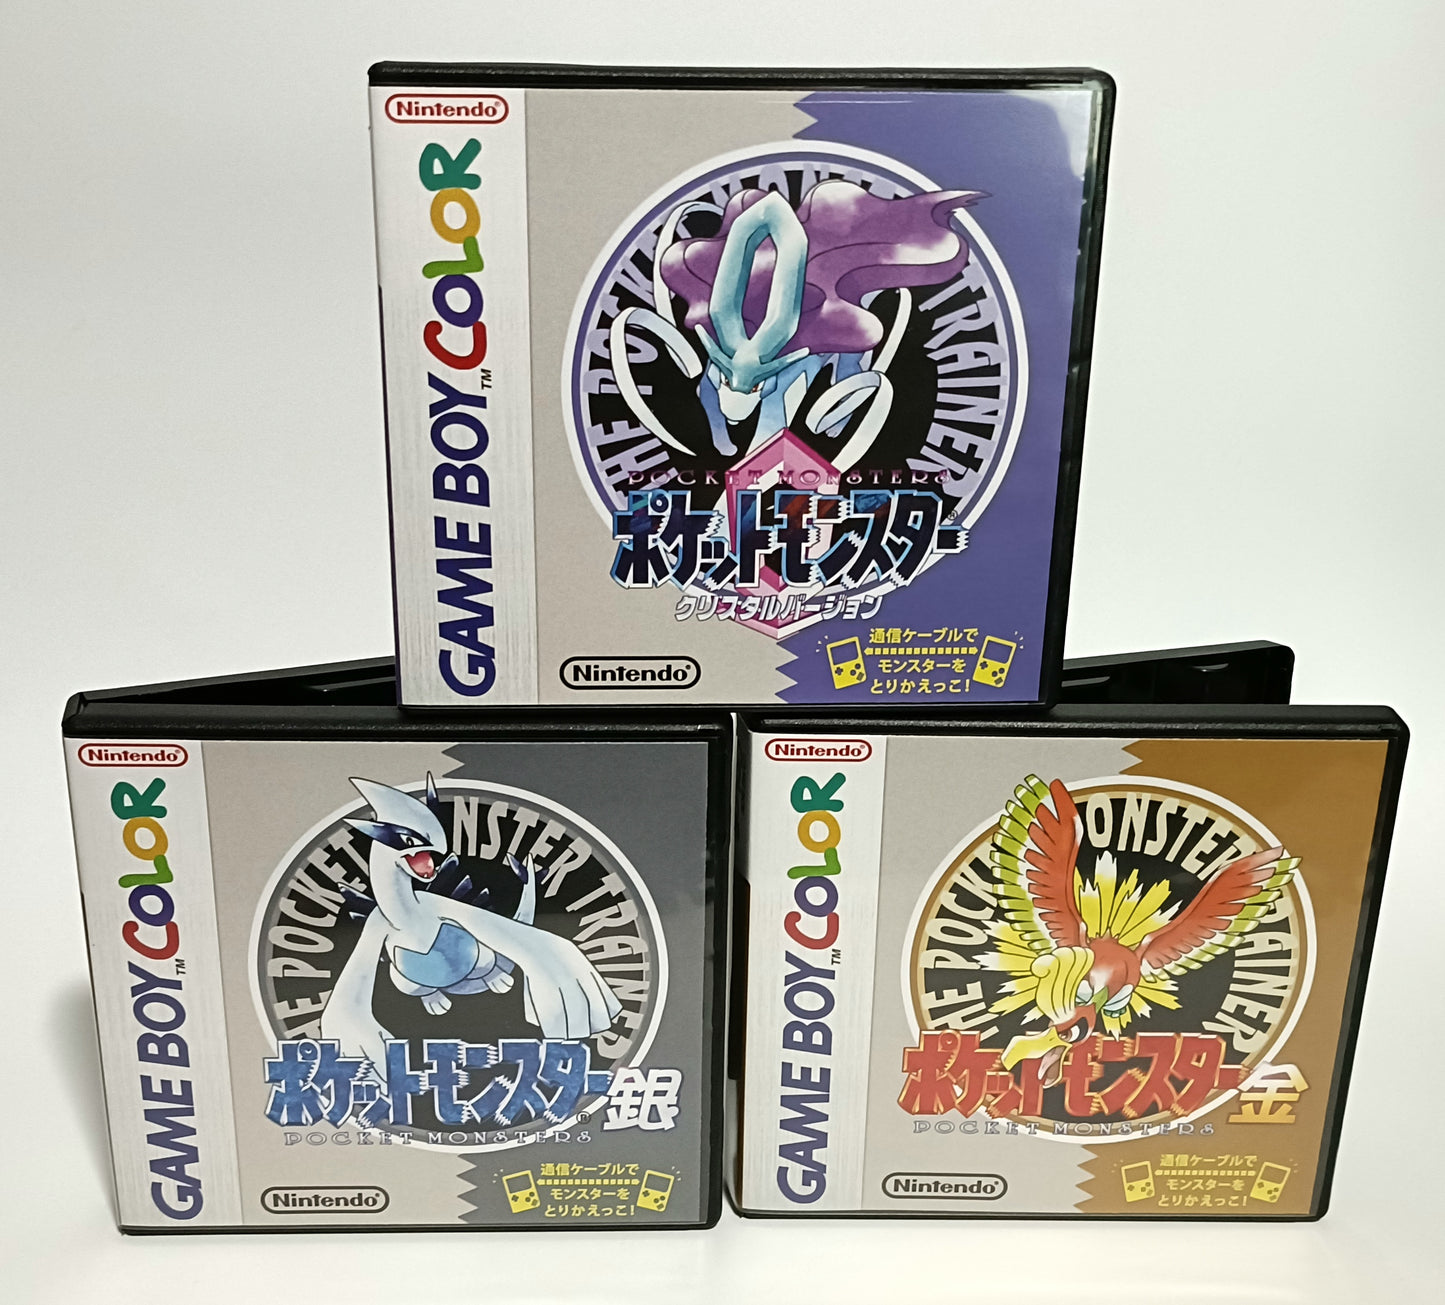 Nintendo®
GAME BOY COLOR™
THE POCKET MONSTER TRAINER
POCKET MONSTERS
ポケットモンスター®
クリスタルバージョン
Nintendo®
通信ケーブルで
モンスターを
とりかえっこ!
Nintendo®
GAME BOY COLOR™
THE POCKET MONSTER TRAINER
ポケットモンスター®銀
POCKET MONSTERS
Nintendo®
通信ケーブルで
モンスターを
とりかえっこ!
Nintendo®
GAME BOY COLOR
THE POCKET MONSTER TRAINER
ポケットモンスター金
POCKET MONSTERS
Nintendo®
通信ケーブルで
モンスターを
とりかえっこ!